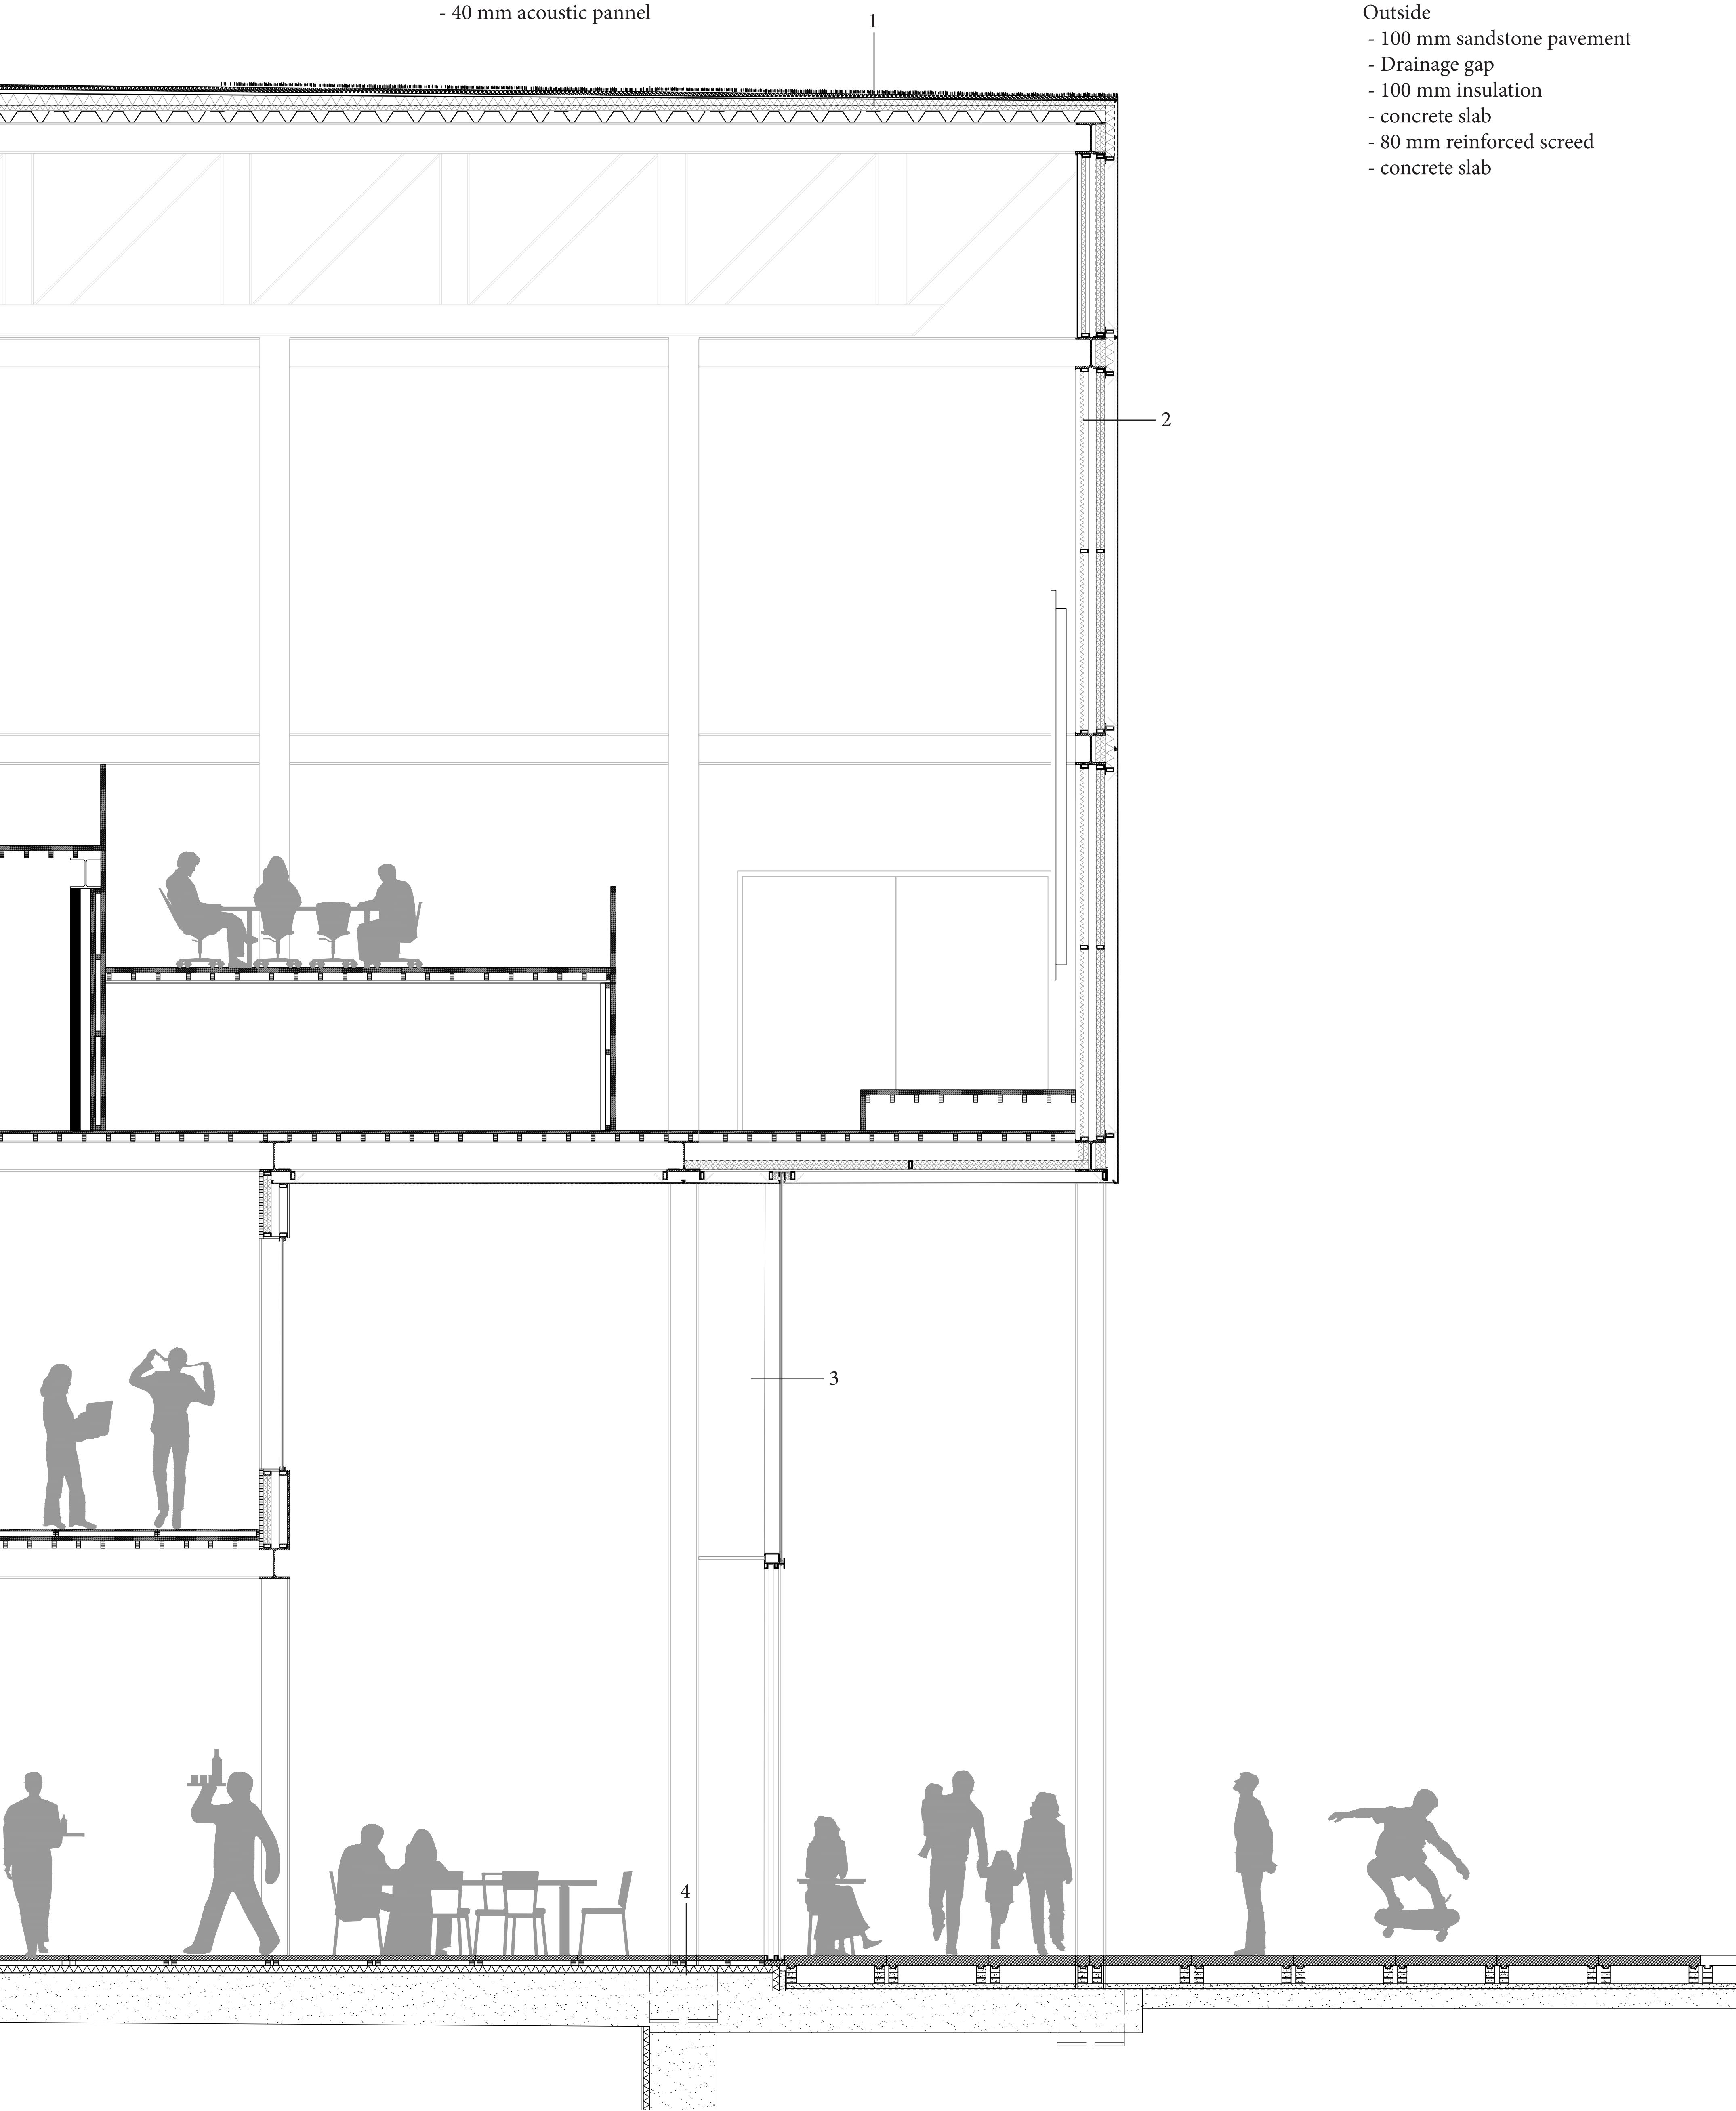 - 40 mm acoustic pannel
Outside
- 100 mm sandstone pavement
- Drainage gap
- 100 mm insulation
- concrete slab
- 80 mm reinforced screed
- concrete slab
1
2
3
4